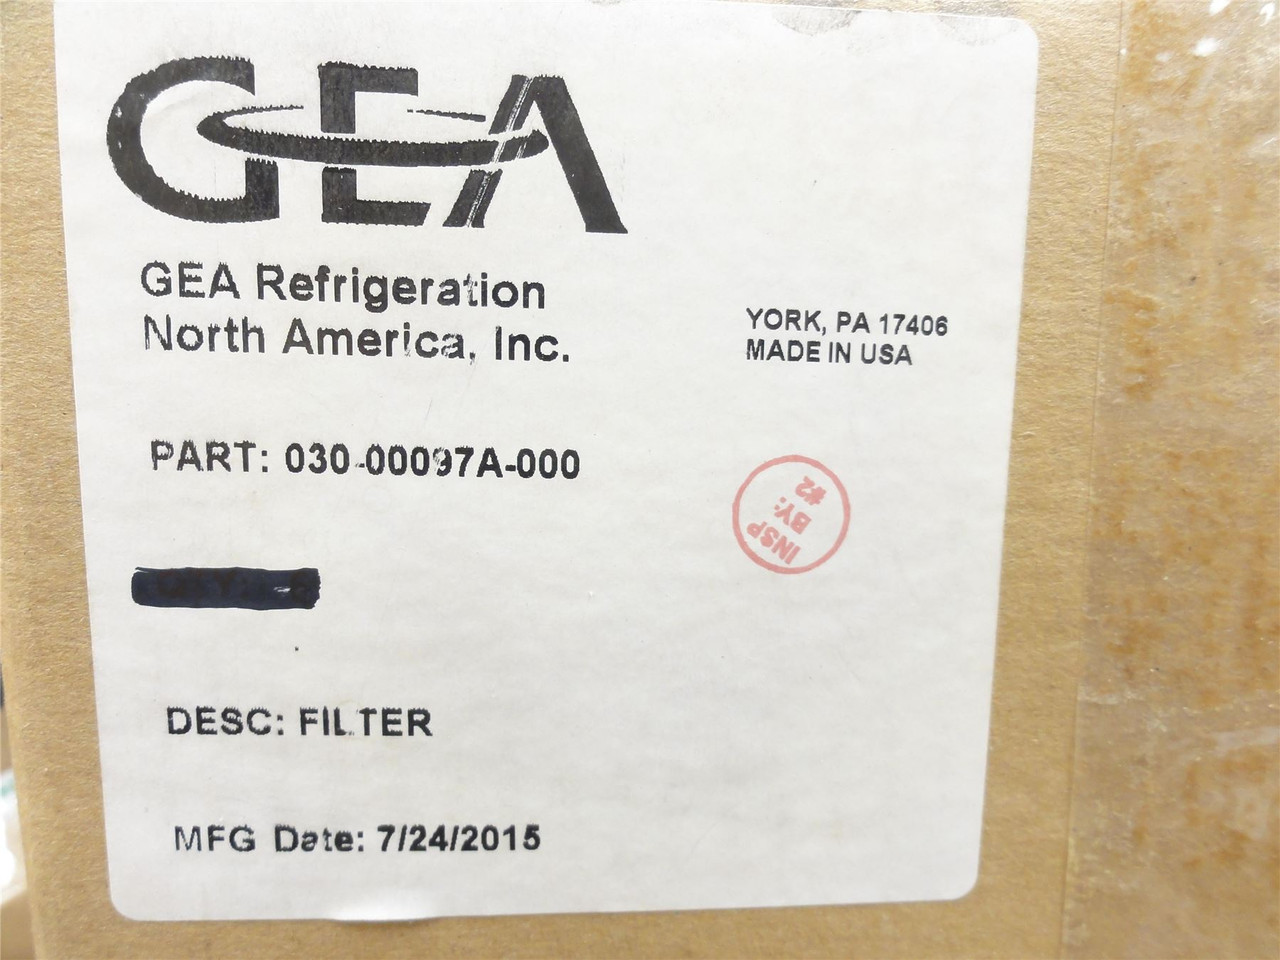 GEA
GEA Refrigeration
North America, Inc.
YORK, PA 17406
MADE IN USA
PART: 030-00097A-000
INSP
BY:
#2
DESC: FILTER
MFG Date: 7/24/2015